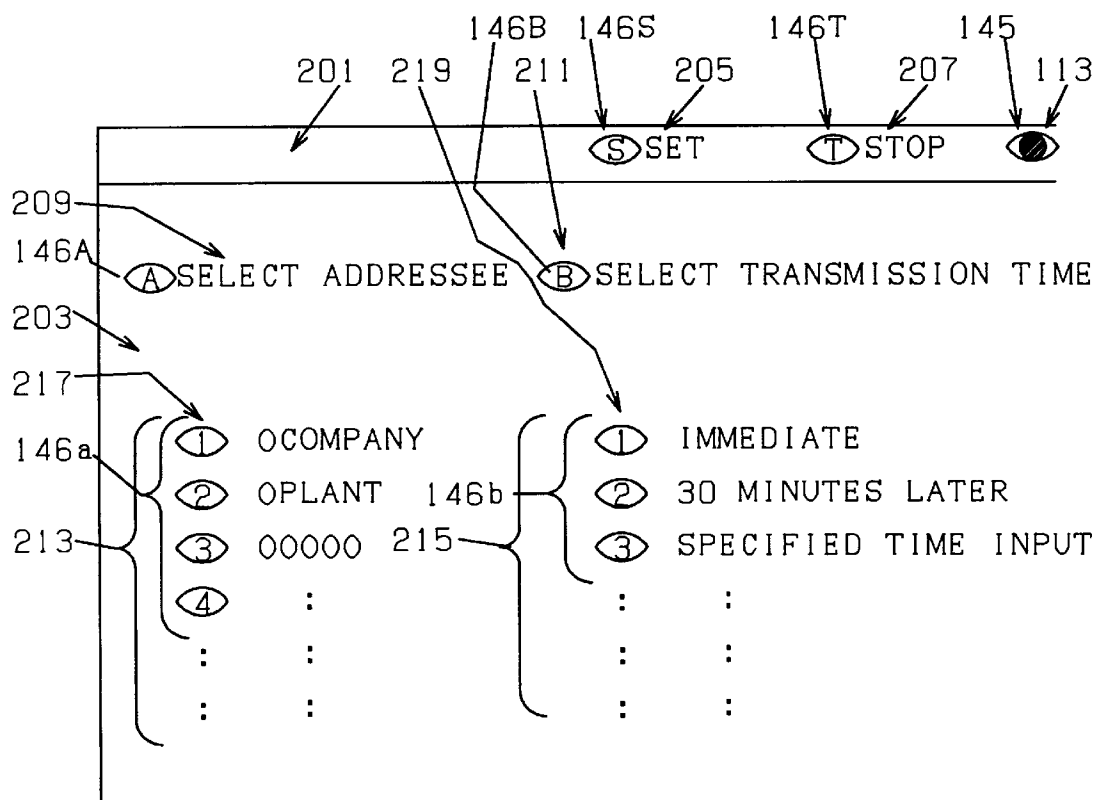 146B 146S 146T 145
201 219 211 205 207 113
S SET T STOP
209
146A
A SELECT ADDRESSEE B SELECT TRANSMISSION TIME
203
217
1 OCOMPANY 1 IMMEDIATE
146a
2 OPLANT 146b 2 30 MINUTES LATER
213 3 OOOOO 215 3 SPECIFIED TIME INPUT
4 : : :
: : : :
: : : :